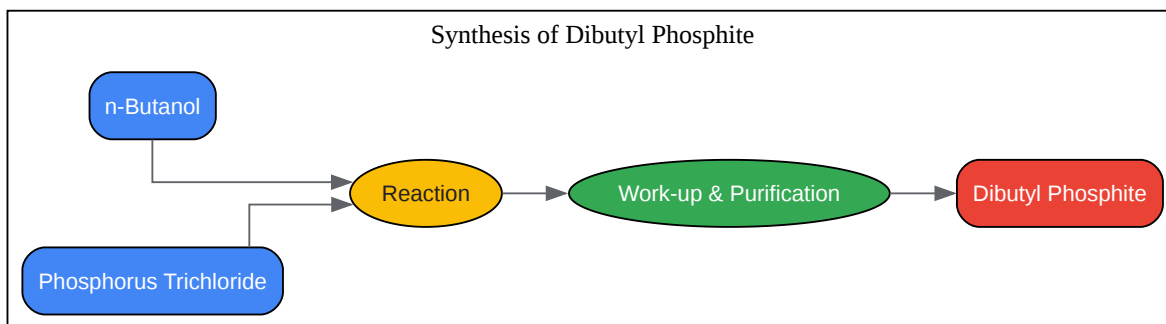 Synthesis of Dibutyl Phosphite
n-Butanol
Reaction
Work-up & Purification
Dibutyl Phosphite
Phosphorus Trichloride